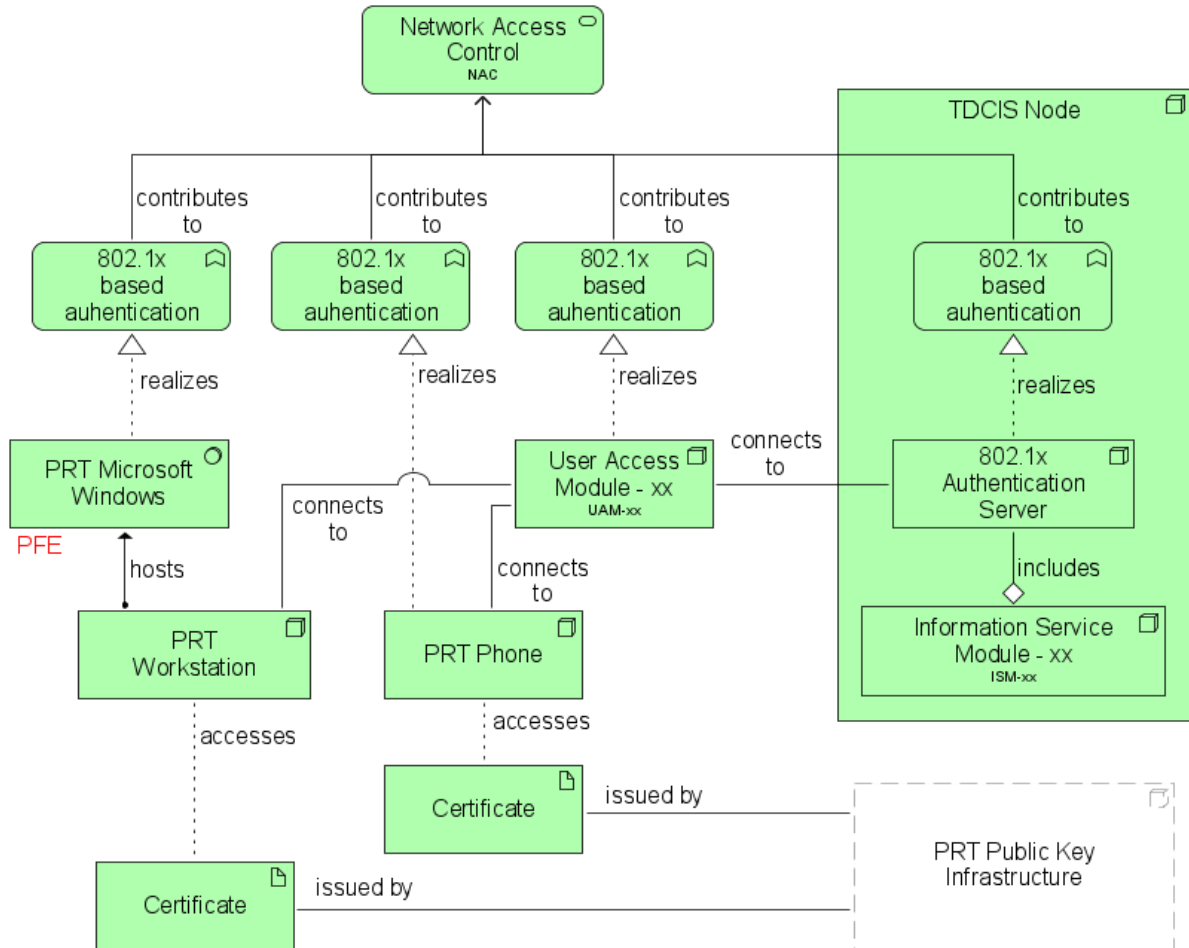 Network Access
Control
NAC
TDCIS Node
contributes
to
contributes
to
contributes
to
contributes
to
802.1x
based
auhentication
802.1x
based
auhentication
802.1x
based
auhentication
802.1x
based
auhentication
realizes
realizes
realizes
realizes
PRT Microsoft
Windows
PFE
User Access
Module - xx
UAM-xx
connects
to
802.1x
Authentication
Server
connects
to
hosts
connects
to
includes
PRT
Workstation
PRT Phone
Information Service
Module - xx
ISM-xx
accesses
accesses
Certificate
issued by
PRT Public Key
Infrastructure
Certificate
issued by